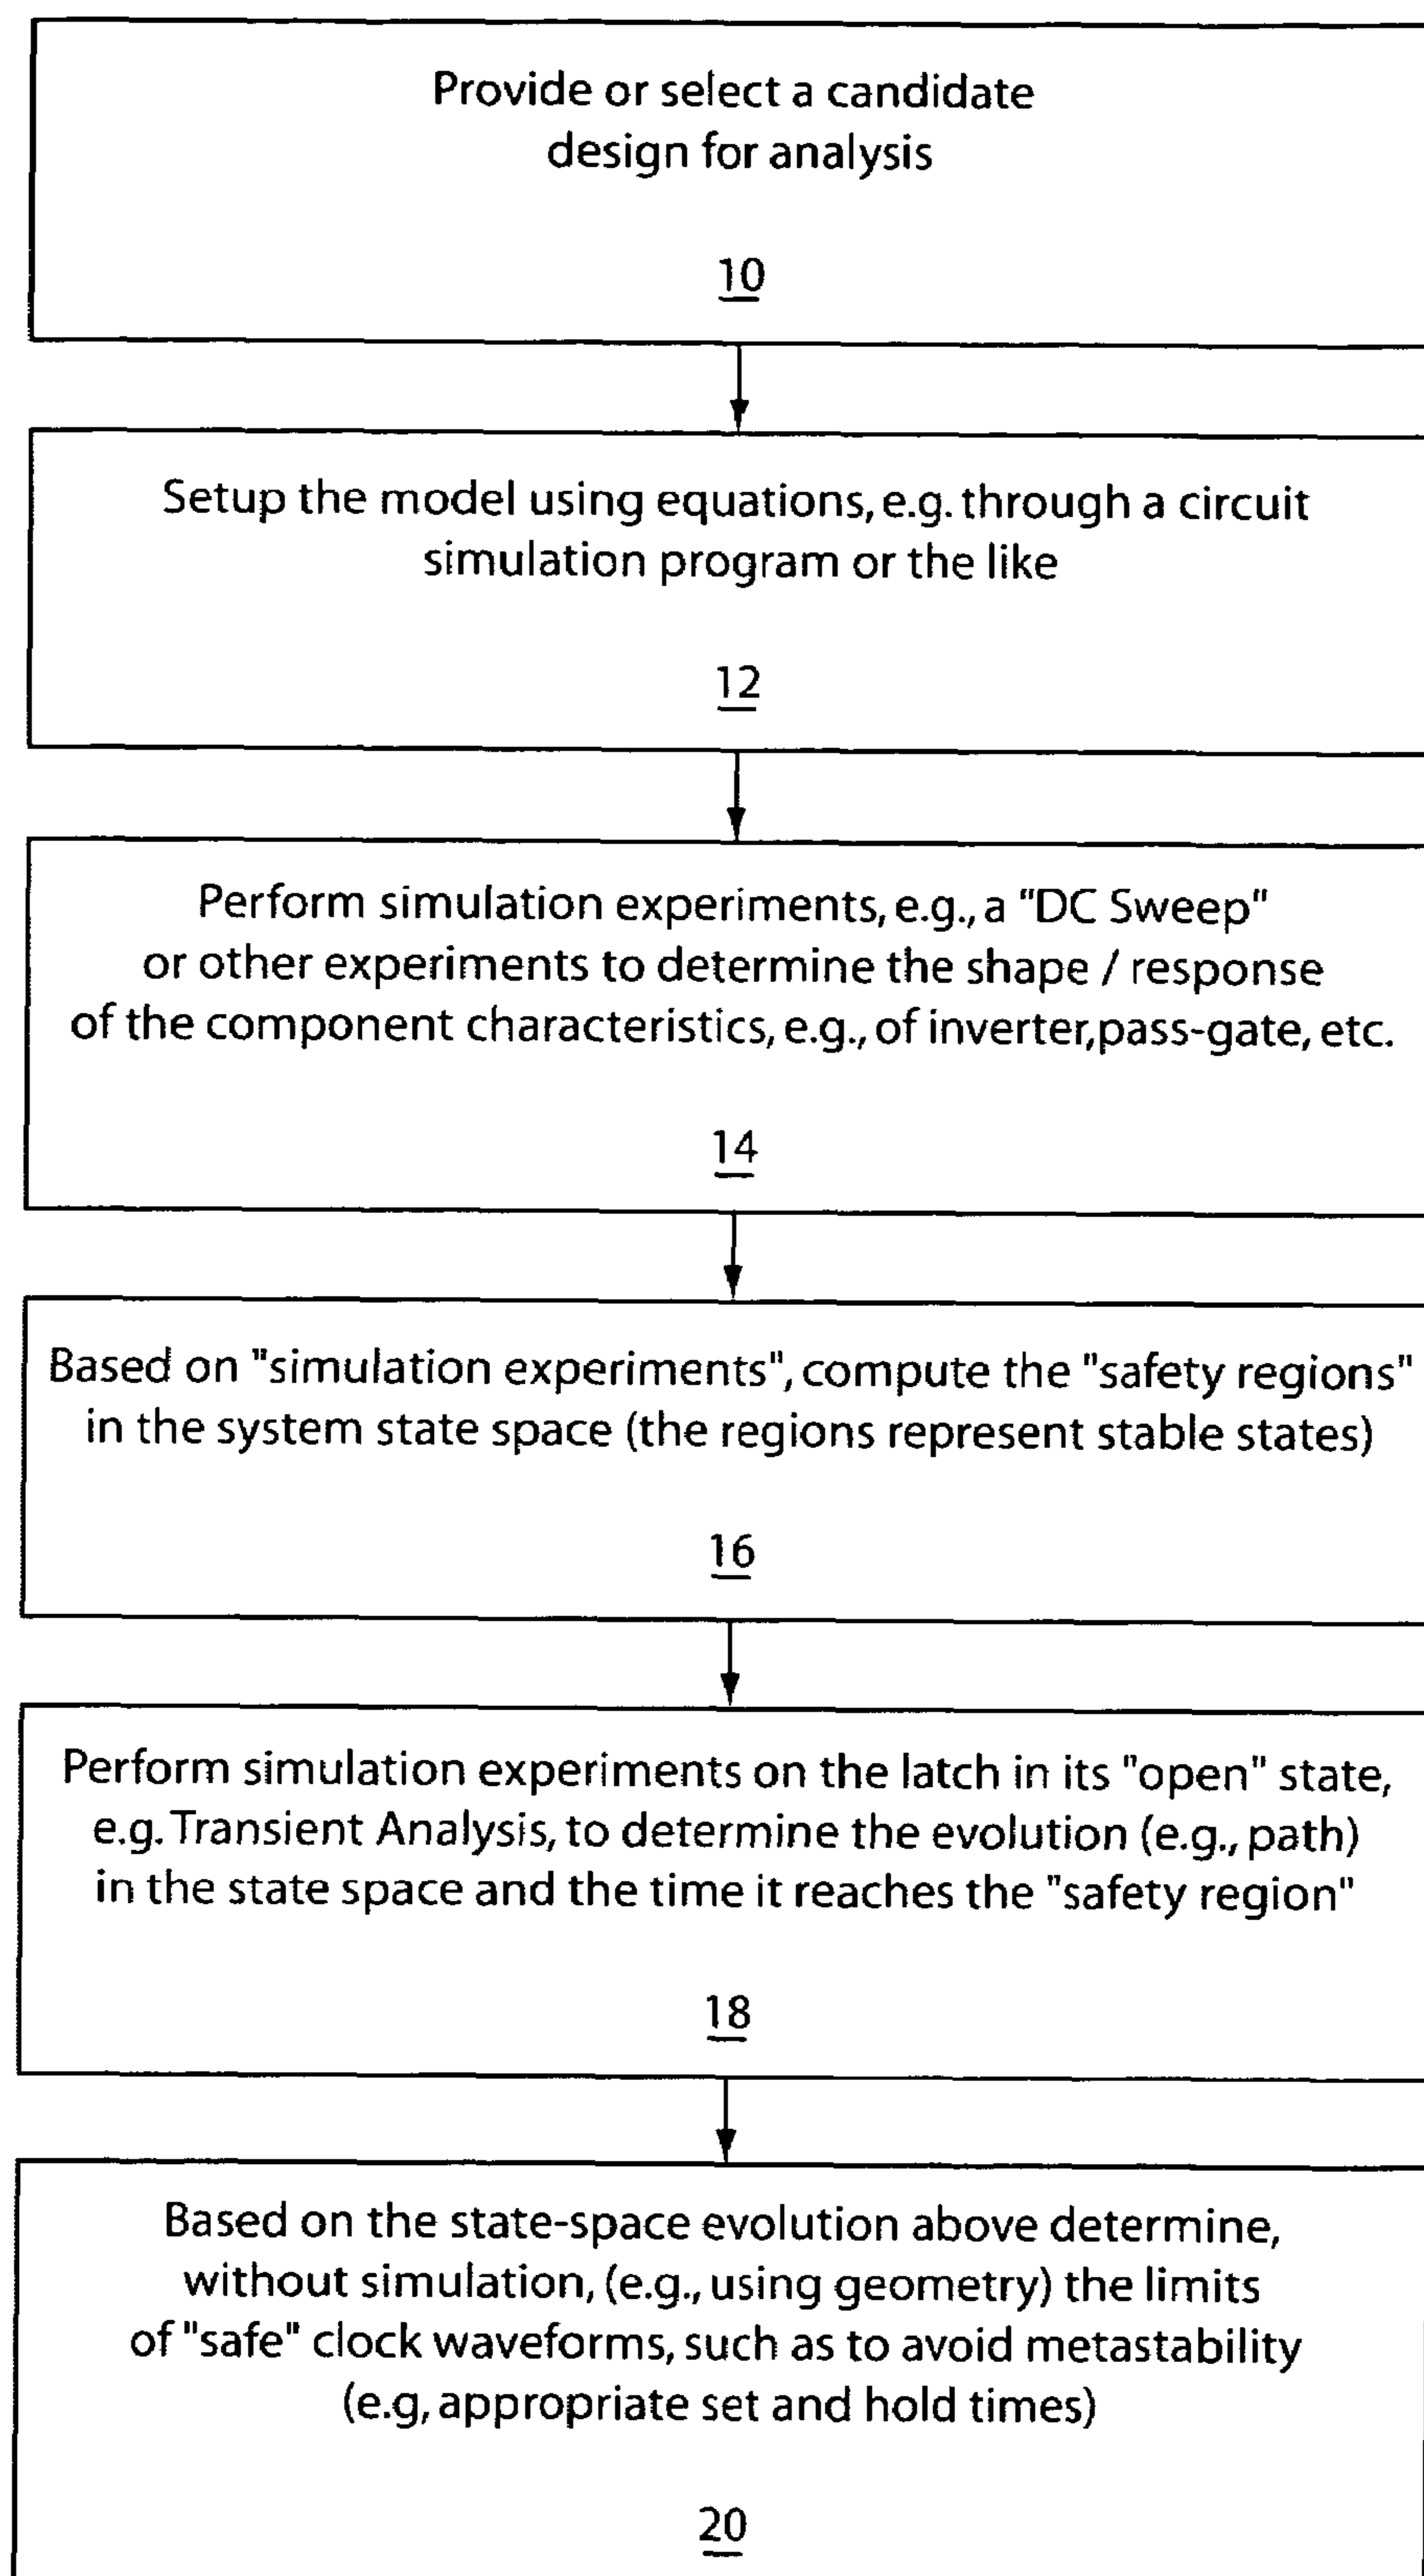 Provide or select a candidate
design for analysis
10
Setup the model using equations, e.g. through a circuit
simulation program or the like
12
Perform simulation experiments, e.g., a "DC Sweep"
or other experiments to determine the shape / response
of the component characteristics, e.g., of inverter,pass-gate, etc.
14
Based on "simulation experiments", compute the "safety regions"
in the system state space (the regions represent stable states)
16
Perform simulation experiments on the latch in its "open" state,
e.g. Transient Analysis, to determine the evolution (e.g., path)
in the state space and the time it reaches the "safety region"
18
Based on the state-space evolution above determine,
without simulation, (e.g., using geometry) the limits
of "safe" clock waveforms, such as to avoid metastability
(e.g, appropriate set and hold times)
20